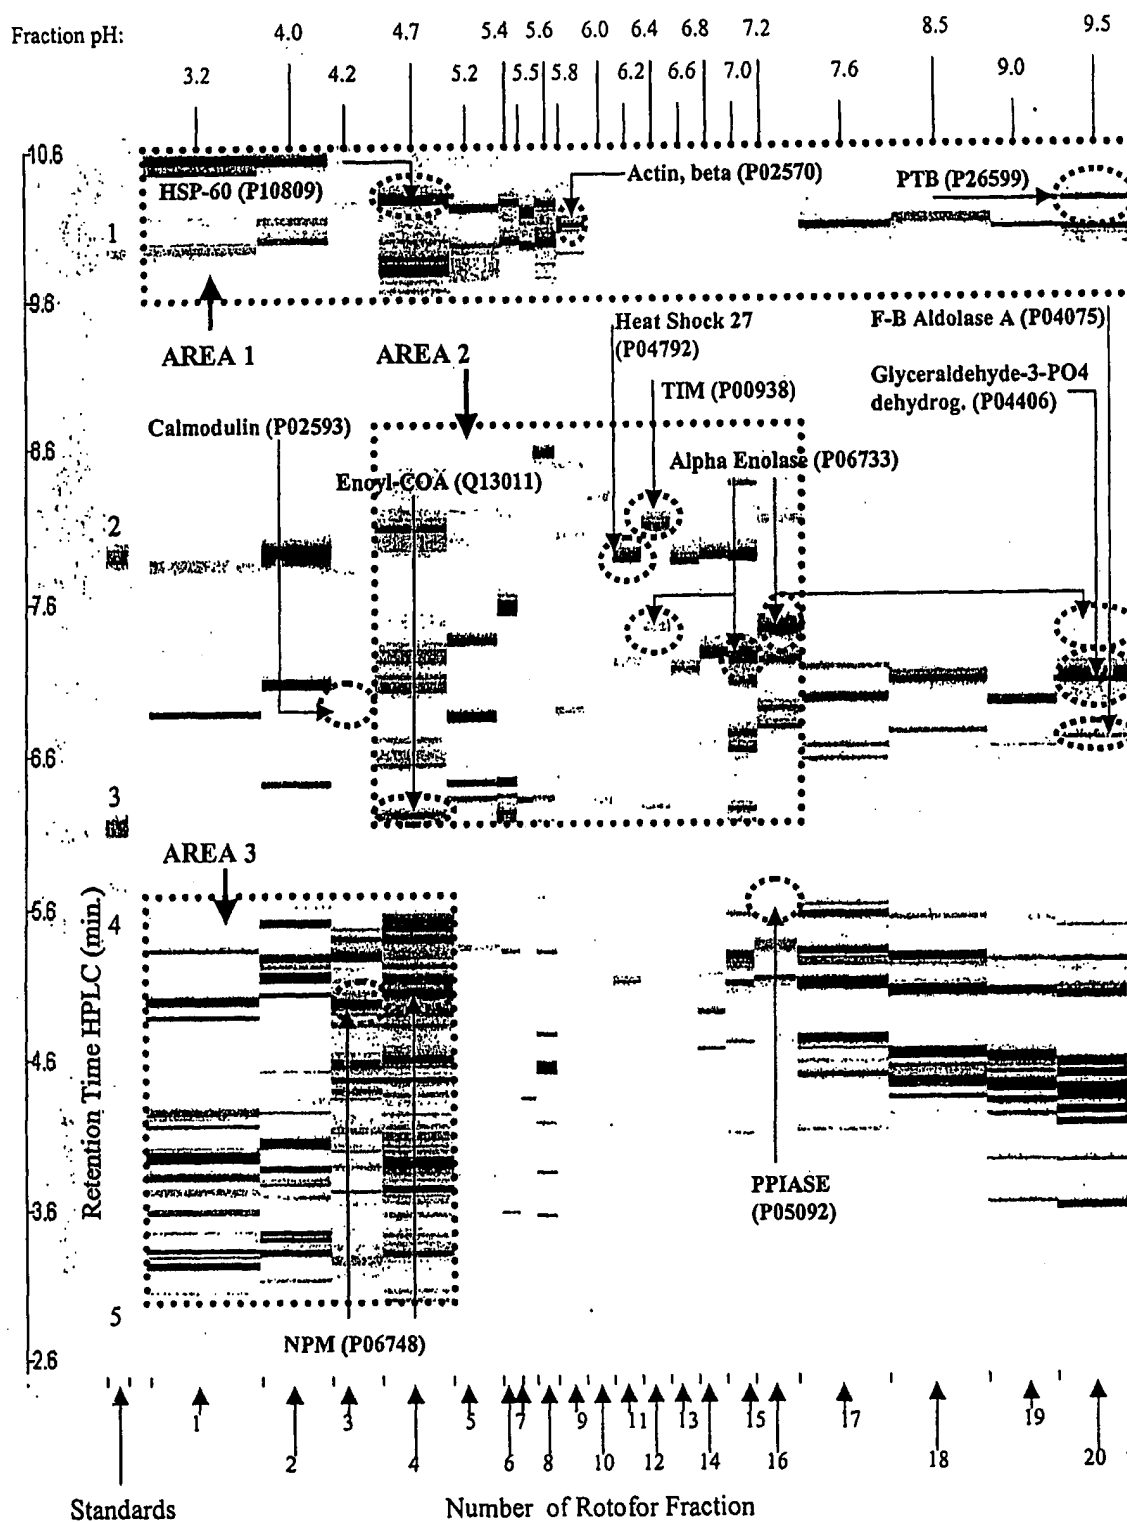 Fraction pH:
4.0 4.7 5.4 5.6 6.0 6.4 6.8 7.2 8.5 9.5
3.2 4.2 5.2 5.5 5.8 6.2 6.6 7.0 7.6 9.0
10.6
HSP-60 (P10809)
Actin, beta (P02570)
PTB (P26599)
1
9.6
AREA 1
AREA 2
Heat Shock 27
(P04792)
F-B Aldolase A (P04075)
TIM (P00938)
Glyceraldehyde-3-PO4
dehydrog. (P04406)
Calmodulin (P02593)
8.6
Enoyl-COA (Q13011)
Alpha Enolase (P06733)
2
7.6
6.6
3
AREA 3
5.6
4
4.6
PPIASE
(P05092)
3.6
5
NPM (P06748)
2.6
Retention Time HPLC (min.)
1 3 5 7 9 11 13 15 17 19
2 4 6 8 10 12 14 16 18 20
Standards
Number of Rotofor Fraction